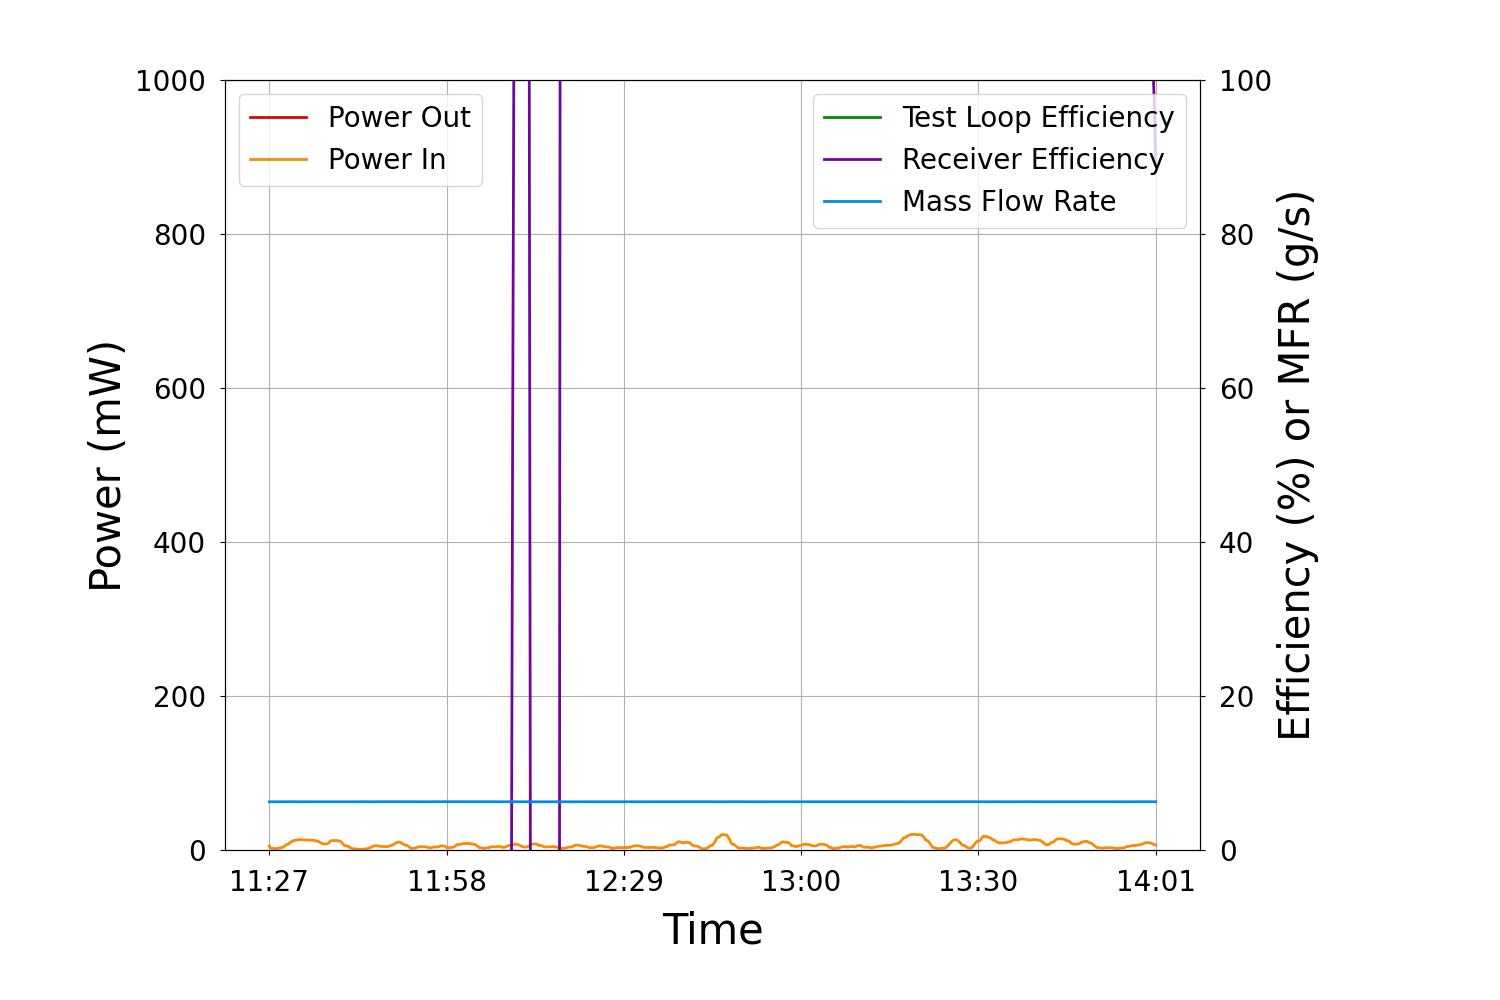 1000
800
600
400
200
0
Power (mW)
Power Out
Power In
Test Loop Efficiency
Receiver Efficiency
Mass Flow Rate
100
80
60
40
20
0
Efficiency (%) or MFR (g/s)
11:27 11:58 12:29 13:00 13:30 14:01
Time